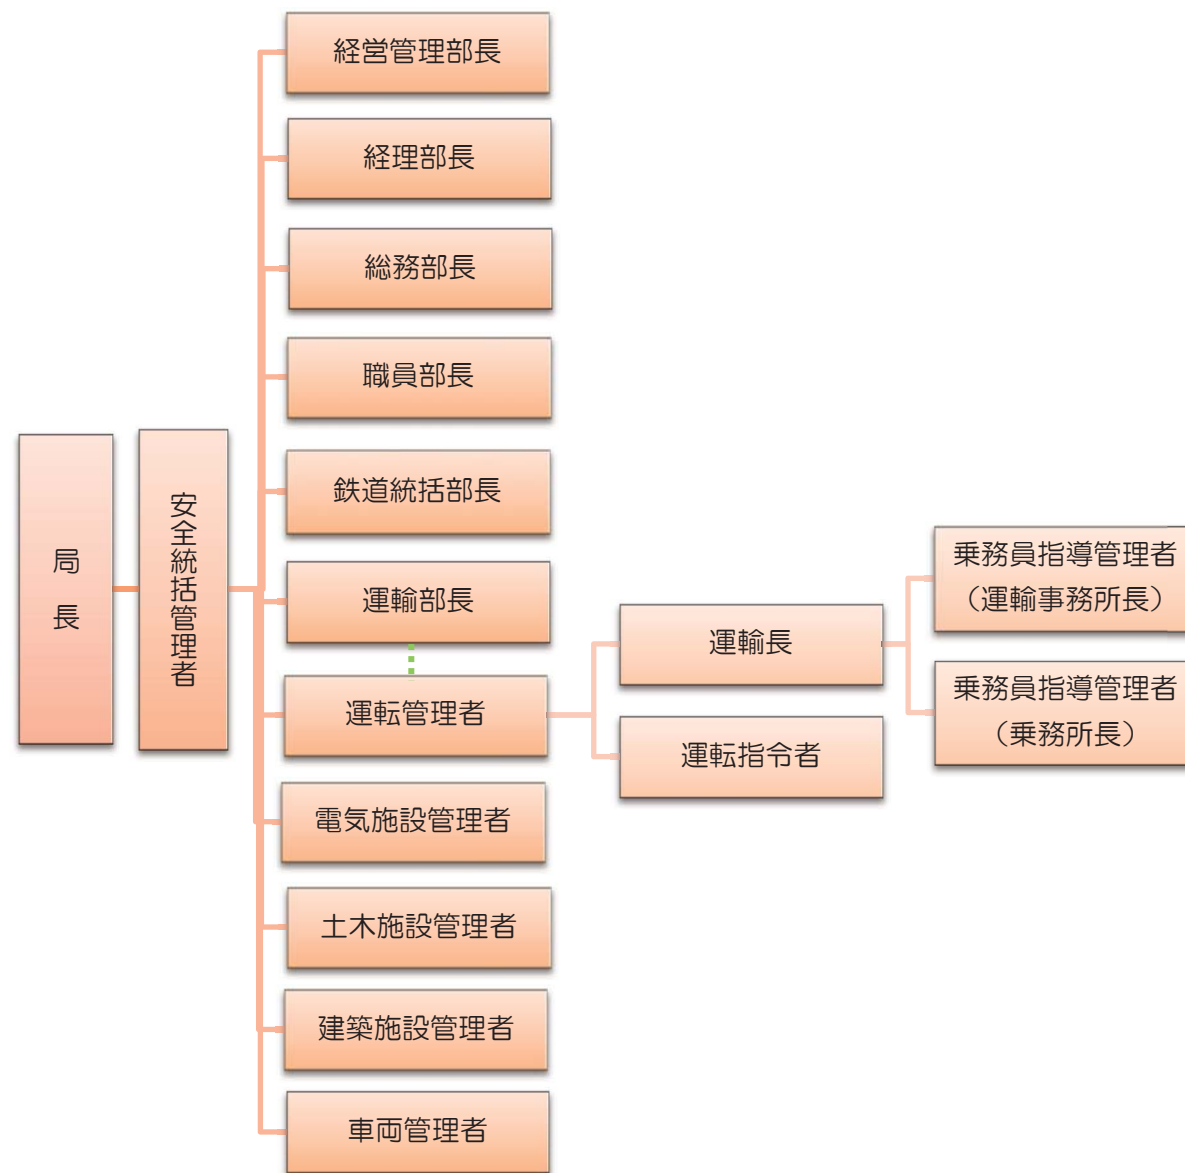 局長
安全統括管理者
経営管理部長
経理部長
総務部長
職員部長
鉄道統括部長
運輸部長
運転管理者
電気施設管理者
土木施設管理者
建築施設管理者
車両管理者
運輸長
運転指令者
乗務員指導管理者
（運輸事務所長）
乗務員指導管理者
（乗務所長）